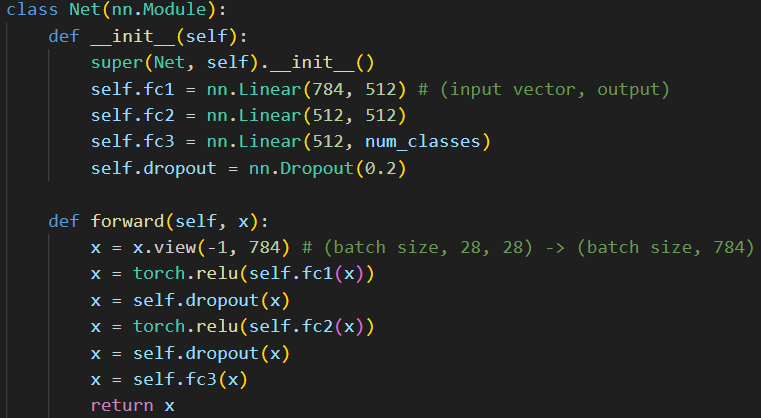 class Net(nn.Module):
    def __init__(self):
        super(Net, self).__init__()
        self.fc1 = nn.Linear(784, 512) # (input vector, output)
        self.fc2 = nn.Linear(512, 512)
        self.fc3 = nn.Linear(512, num_classes)
        self.dropout = nn.Dropout(0.2)

    def forward(self, x):
        x = x.view(-1, 784) # (batch size, 28, 28) -> (batch size, 784)
        x = torch.relu(self.fc1(x))
        x = self.dropout(x)
        x = torch.relu(self.fc2(x))
        x = self.dropout(x)
        x = self.fc3(x)
        return x